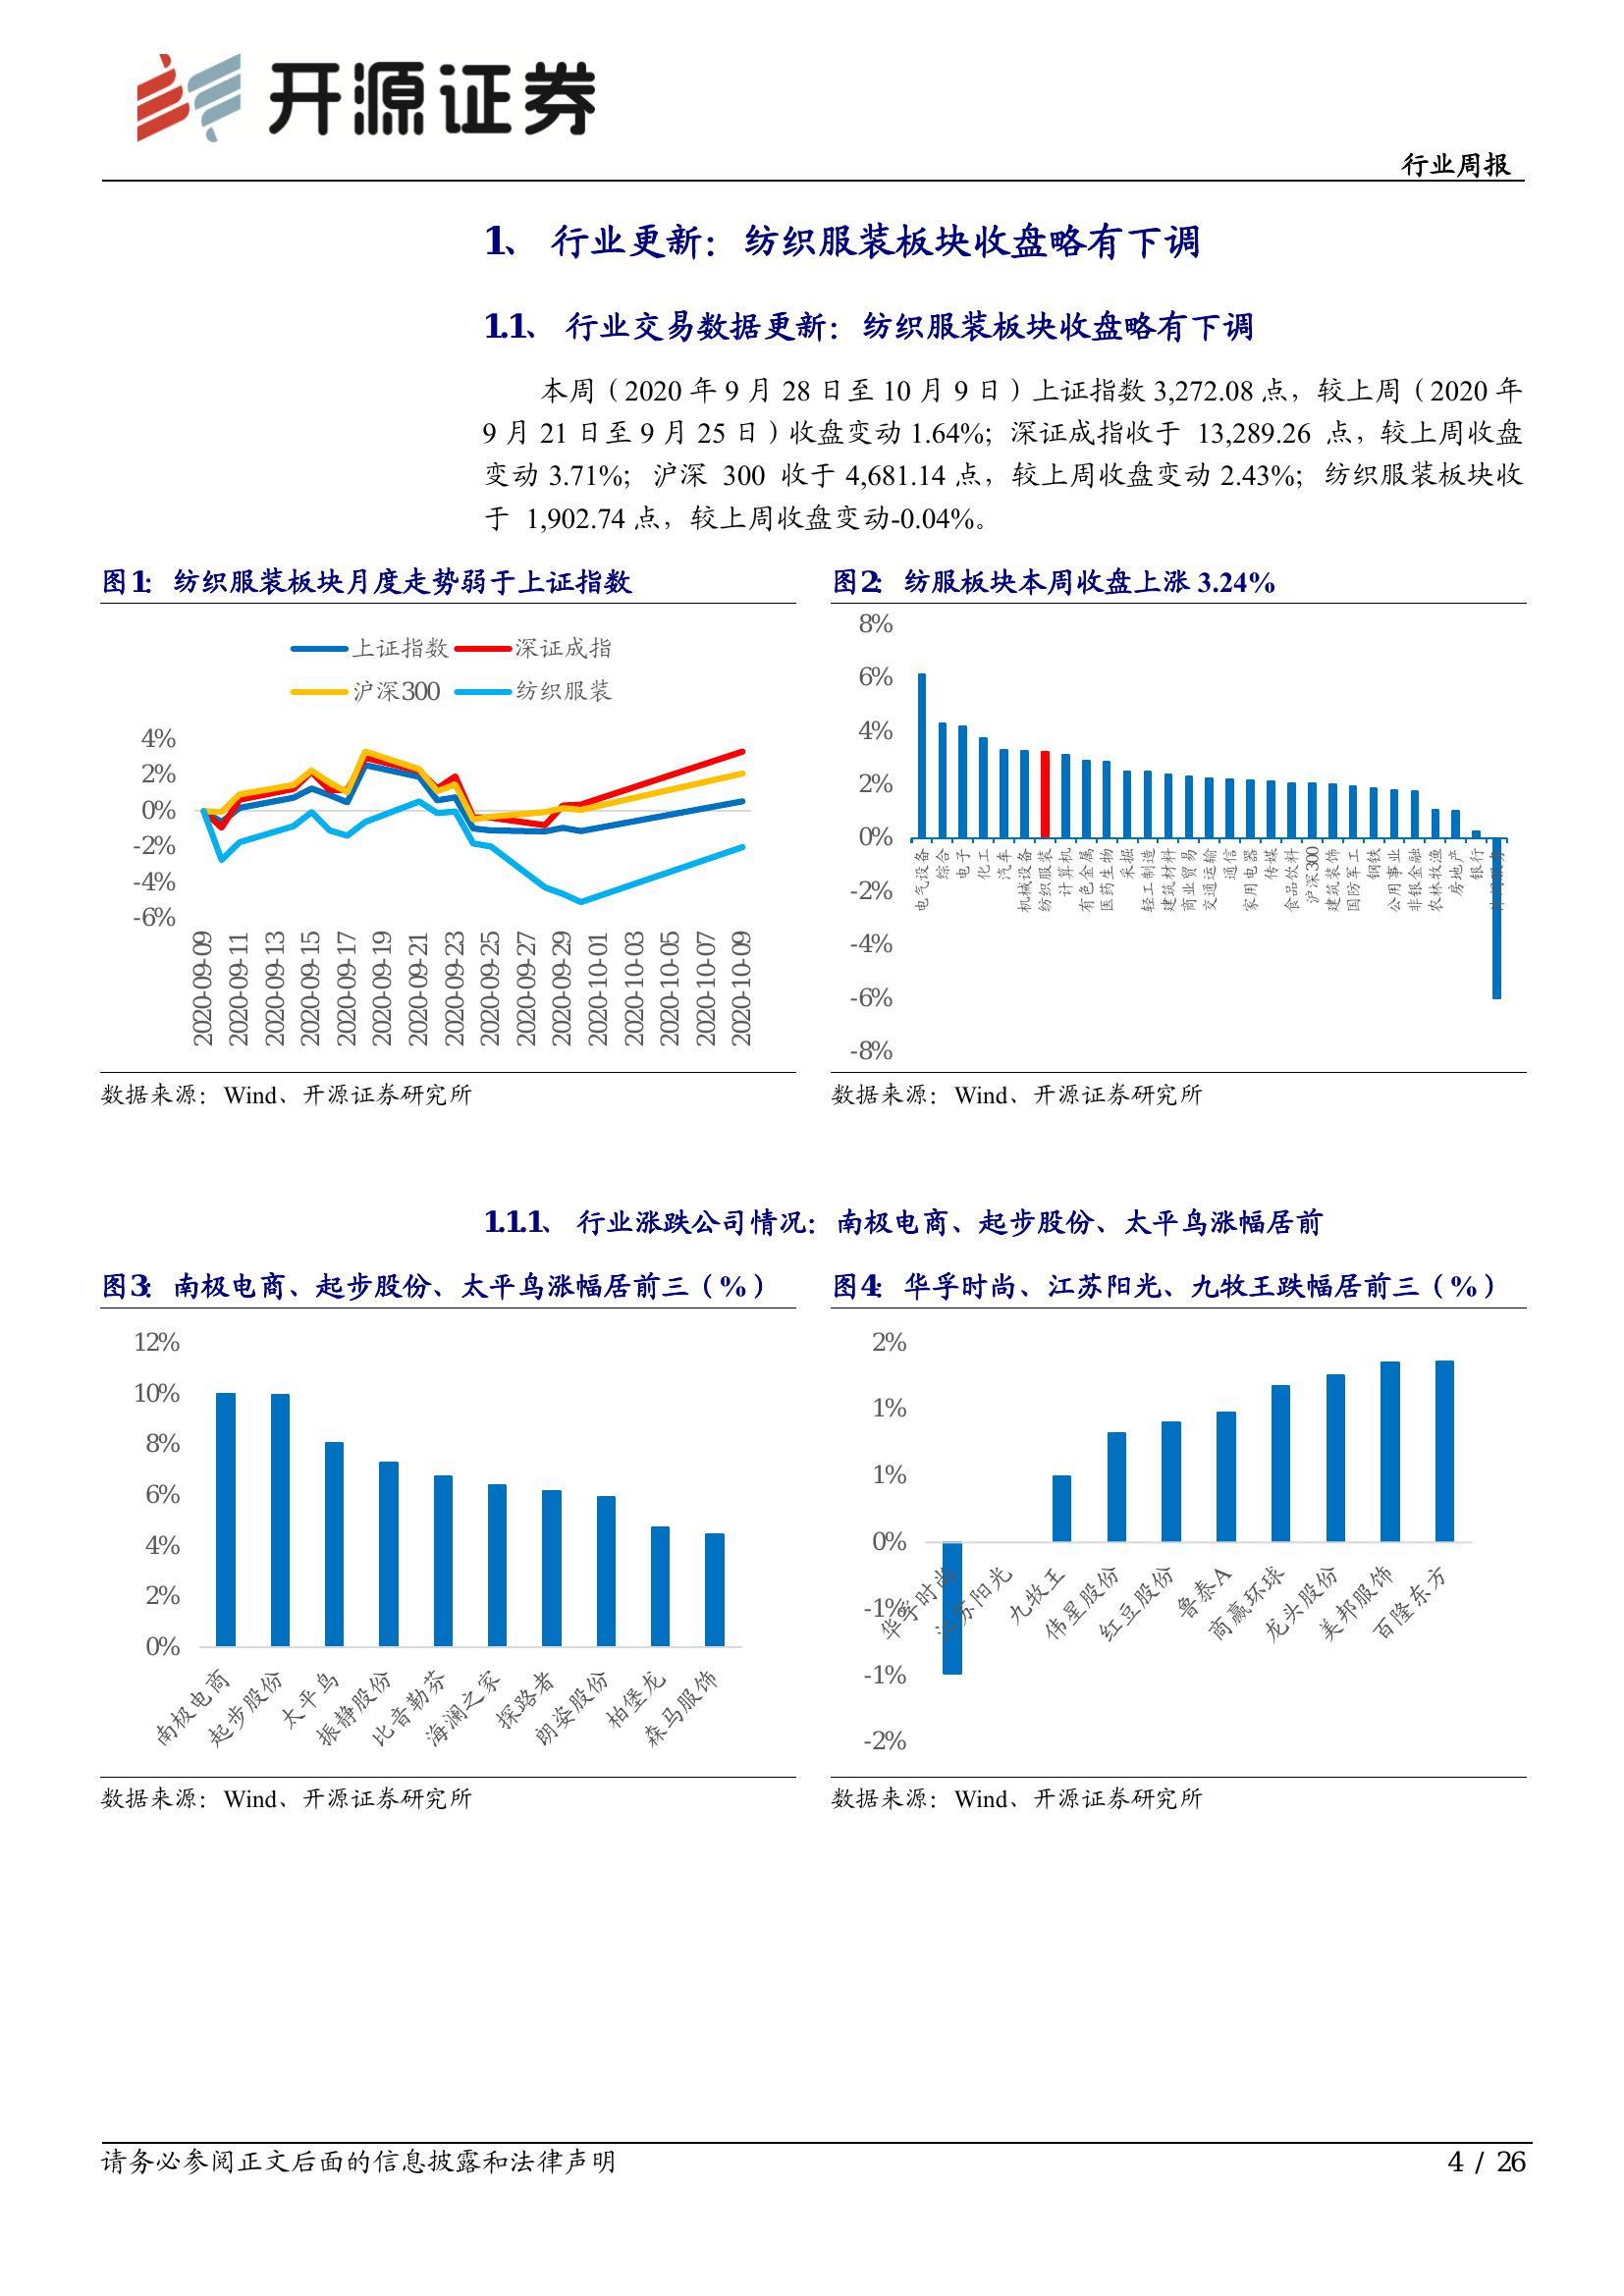 开源证券
行业周报
1、 行业更新：纺织服装板块收盘略有下调
1.1、 行业交易数据更新：纺织服装板块收盘略有下调
本周（2020 年 9 月 28 日至 10 月 9 日）上证指数 3,272.08 点，较上周（2020 年
9 月 21 日至 9 月 25 日）收盘变动 1.64%；深证成指收于 13,289.26 点，较上周收盘
变动 3.71%；沪深 300 收于 4,681.14 点，较上周收盘变动 2.43%；纺织服装板块收
于 1,902.74 点，较上周收盘变动-0.04%。
图1：纺织服装板块月度走势弱于上证指数
上证指数 深证成指
沪深300 纺织服装
4%
2%
0%
-2%
-4%
-6%
2020-09-09
2020-09-11
2020-09-13
2020-09-15
2020-09-17
2020-09-19
2020-09-21
2020-09-23
2020-09-25
2020-09-27
2020-09-29
2020-10-01
2020-10-03
2020-10-05
2020-10-07
2020-10-09
数据来源：Wind、开源证券研究所
图2：纺服板块本周收盘上涨 3.24%
8%
6%
4%
2%
0%
-2%
-4%
-6%
-8%
电气设备
综合
电子
化工
汽车
机械设备
纺织服装
计算机
有色金属
医药生物
采掘
轻工制造
建筑材料
商业贸易
交通运输
通信
家用电器
传媒
食品饮料
沪深300
建筑装饰
国防军工
钢铁
公用事业
非银金融
农林牧渔
房地产
银行
数据来源：Wind、开源证券研究所
1.1.1、 行业涨跌公司情况：南极电商、起步股份、太平鸟涨幅居前
图3：南极电商、起步股份、太平鸟涨幅居前三（%）
12%
10%
8%
6%
4%
2%
0%
南极电商
起步股份
太平鸟
振静股份
比音勒芬
海澜之家
探路者
朗姿股份
柏堡龙
森马服饰
数据来源：Wind、开源证券研究所
图4：华孚时尚、江苏阳光、九牧王跌幅居前三（%）
2%
1%
1%
0%
-1%
-1%
-2%
华孚时尚
江苏阳光
九牧王
伟星股份
红豆股份
鲁泰A
商赢环球
龙头股份
美邦服饰
百隆东方
数据来源：Wind、开源证券研究所
请务必参阅正文后面的信息披露和法律声明
4 / 26